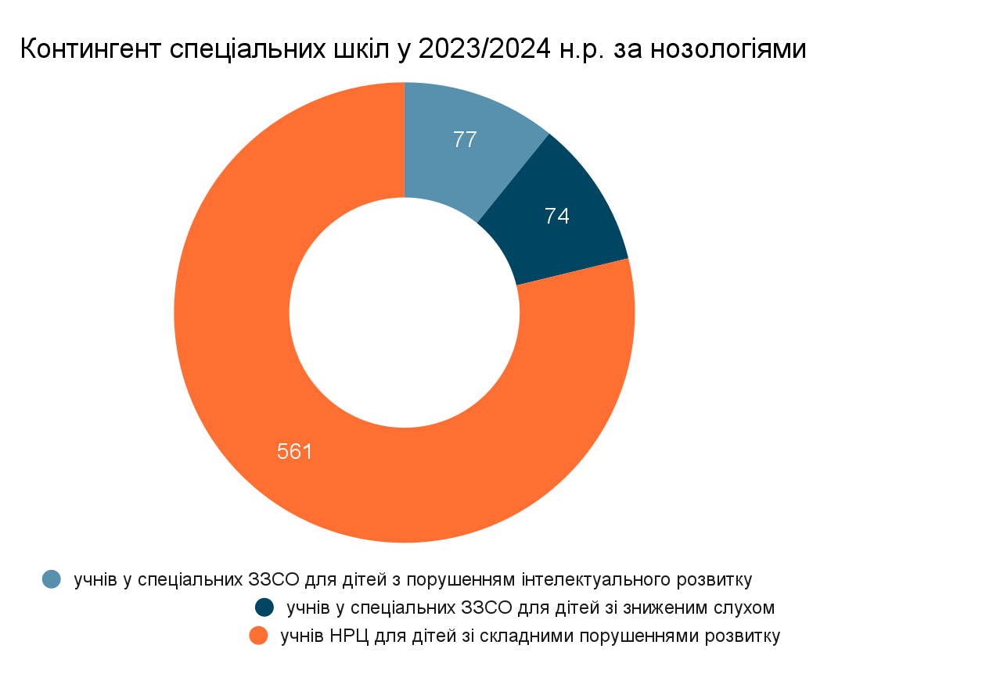 Контингент спеціальних шкіл у 2023/2024 н.р. за нозологіями
77
74
561
учнів у спеціальних ЗЗСО для дітей з порушенням інтелектуального розвитку
учнів у спеціальних ЗЗСО для дітей зі зниженим слухом
учнів НРЦ для дітей зі складними порушеннями розвитку